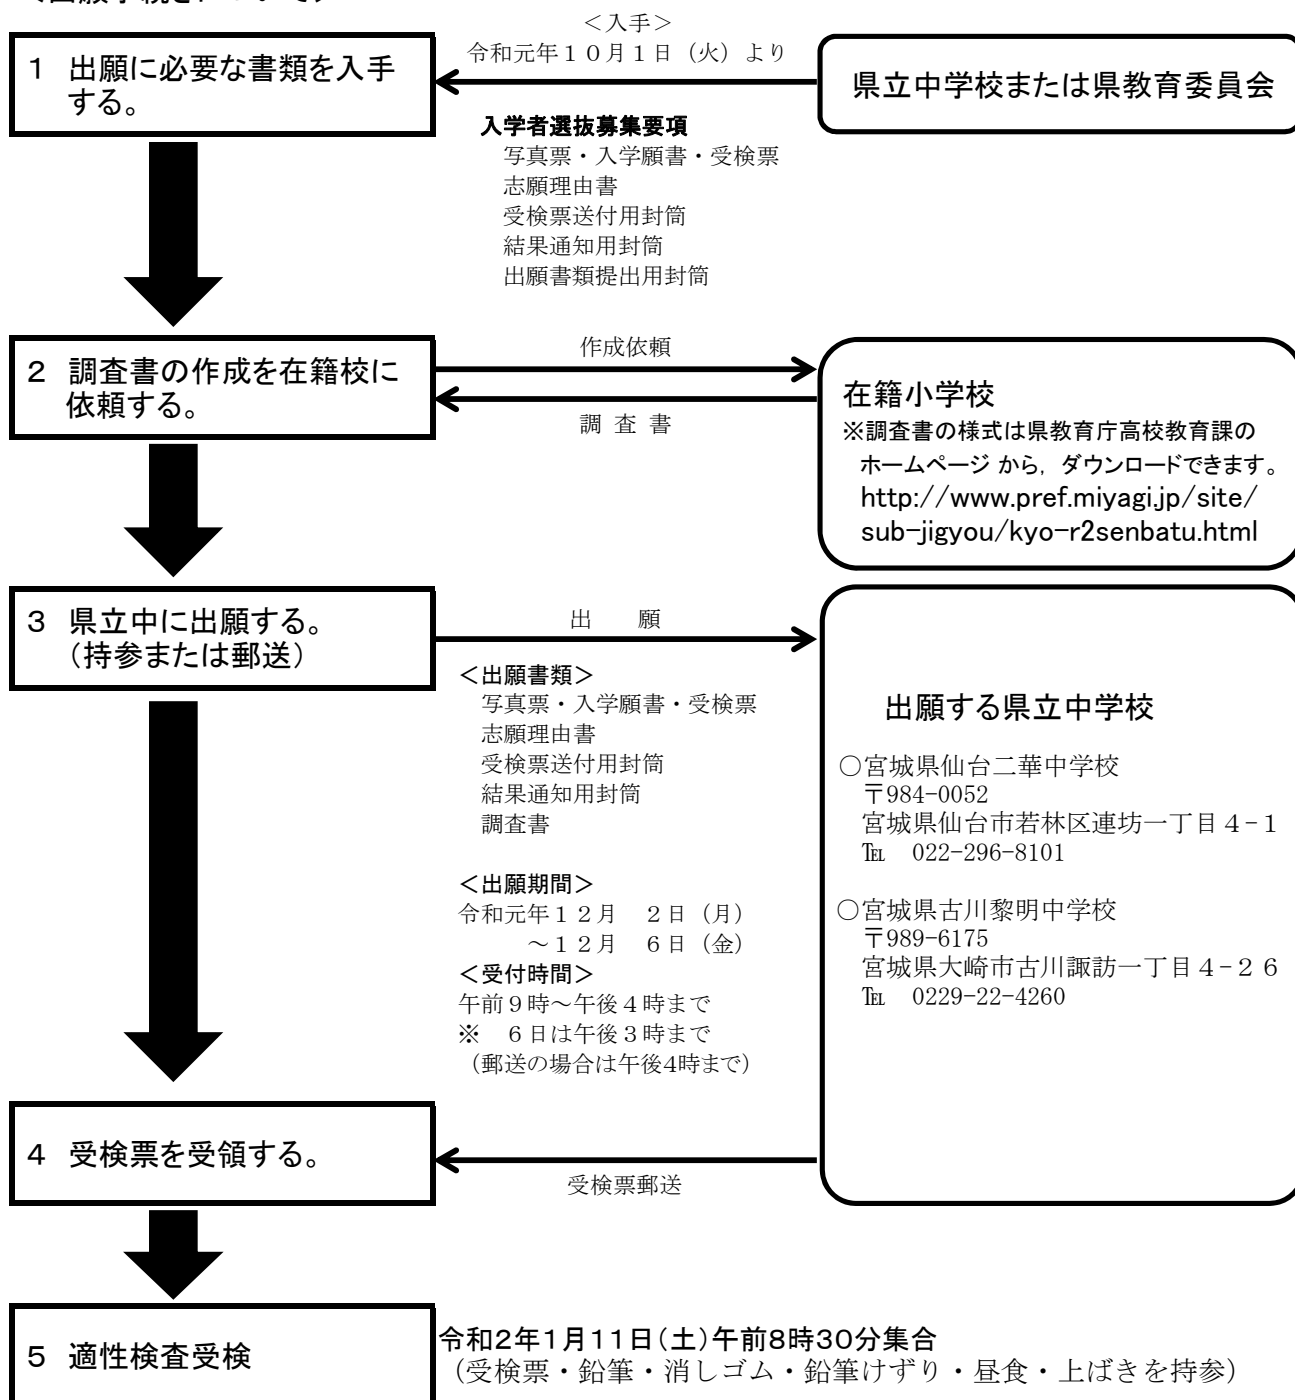 ＜入手＞
令和元年１０月１日（火）より
1 出願に必要な書類を入手
する。
県立中学校または県教育委員会
入学者選抜募集要項
写真票・入学願書・受検票
志願理由書
受検票送付用封筒
結果通知用封筒
出願書類提出用封筒
2 調査書の作成を在籍校に
依頼する。
作成依頼
調 査 書
在籍小学校
※調査書の様式は県教育庁高校教育課の
ホームページ から，ダウンロードできます。
http://www.pref.miyagi.jp/site/
sub-jigyou/kyo-r2senbatu.html
3 県立中に出願する。
（持参または郵送）
出　願
＜出願書類＞
写真票・入学願書・受検票
志願理由書
受検票送付用封筒
結果通知用封筒
調査書
＜出願期間＞
令和元年１２月　２日（月）
～１２月　６日（金）
＜受付時間＞
午前９時～午後４時まで
※　６日は午後３時まで
（郵送の場合は午後4時まで）
出願する県立中学校
○宮城県仙台二華中学校
〒984-0052
宮城県仙台市若林区連坊一丁目４−１
℡　022-296-8101
○宮城県古川黎明中学校
〒989-6175
宮城県大崎市古川諏訪一丁目４−２６
℡　0229-22-4260
4 受検票を受領する。
受検票郵送
5 適性検査受検
令和2年1月11日（土）午前8時30分集合
（受検票・鉛筆・消しゴム・鉛筆けずり・昼食・上ばきを持参）